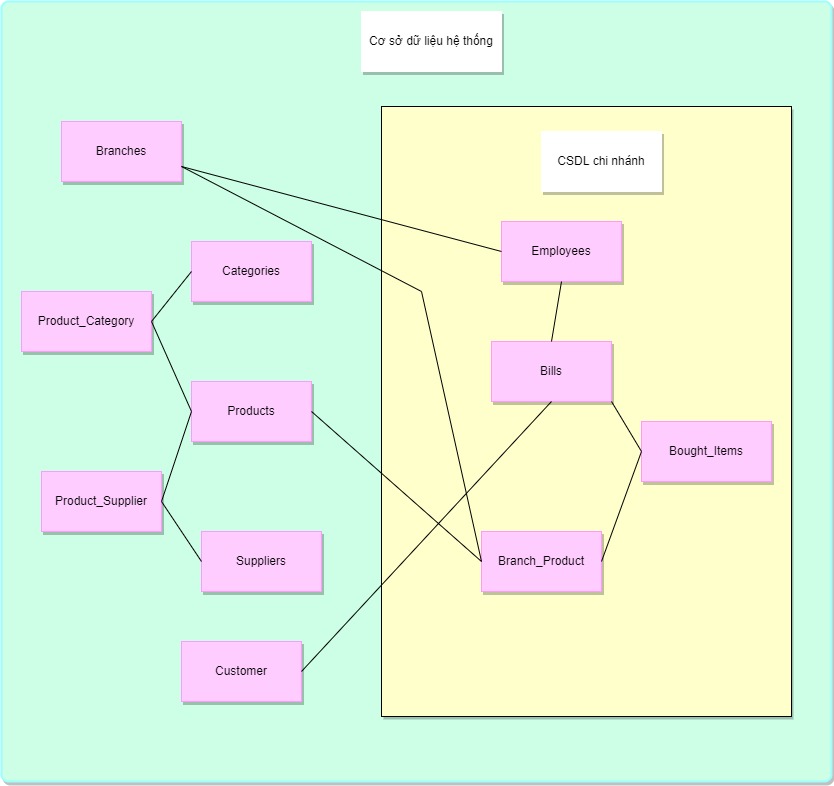 Cơ sở dữ liệu hệ thống
Branches
CSDL chi nhánh
Employees
Categories
Product_Category
Bills
Products
Bought_Items
Product_Supplier
Suppliers
Branch_Product
Customer